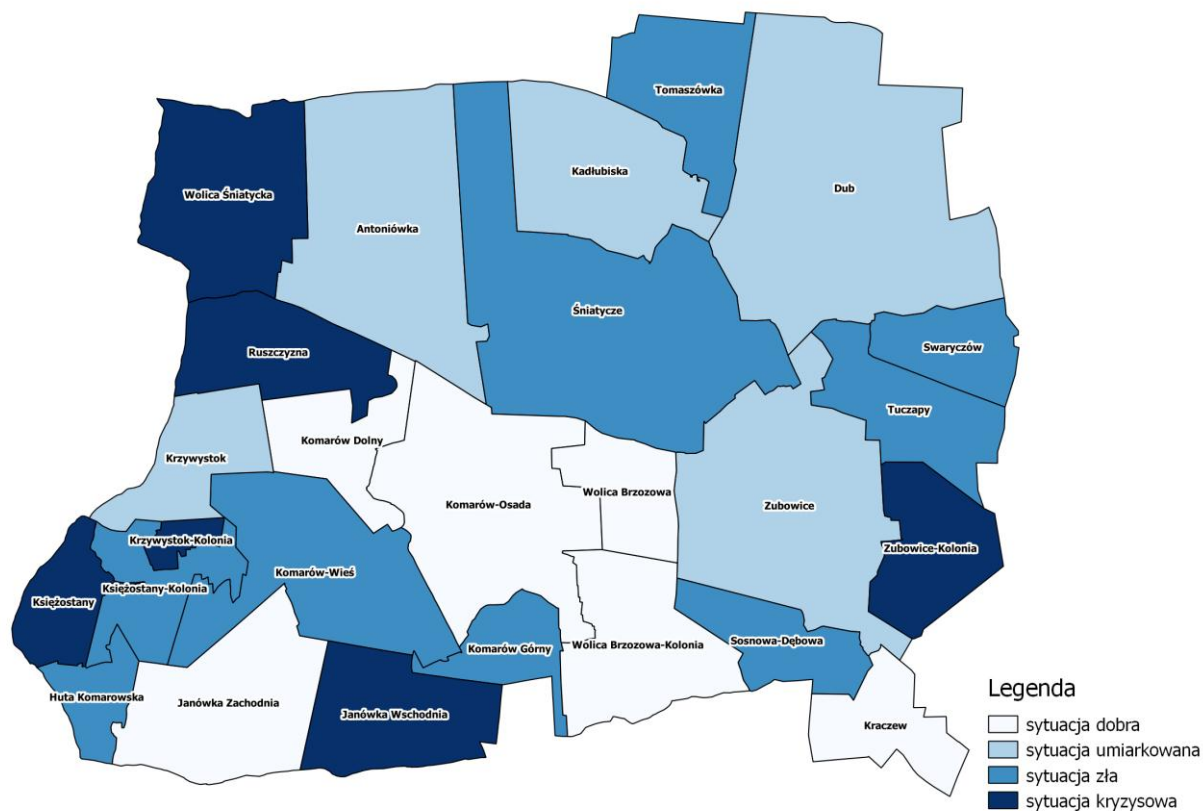 Tomaszówka
Kadłubiska
Dub
Wolica Śniatycka
Antoniówka
Śniatycze
Swaryczów
Ruszczyzna
Tuczapy
Komarów Dolny
Krzywystok
Wolica Brzozowa
Komarów-Osada
Zubowice
Krzywystok-Kolonia
Zubowice-Kolonia
Komarów-Wieś
Księżostany-Kolonia
Księżostany
Sosnowa-Dębowa
Komarów Górny
Wolica Brzozowa-Kolonia
Huta Komarowska
Janówka Zachodnia
Janówka Wschodnia
Kraczew
Legenda
sytuacja dobra
sytuacja umiarkowana
sytuacja zła
sytuacja kryzysowa